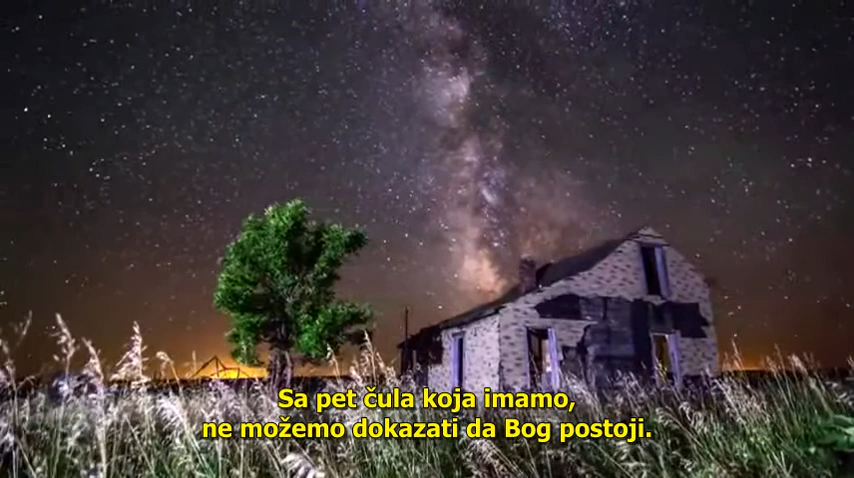 Sa pet čula koja imamo,
ne možemo dokazati da Bog postoji.